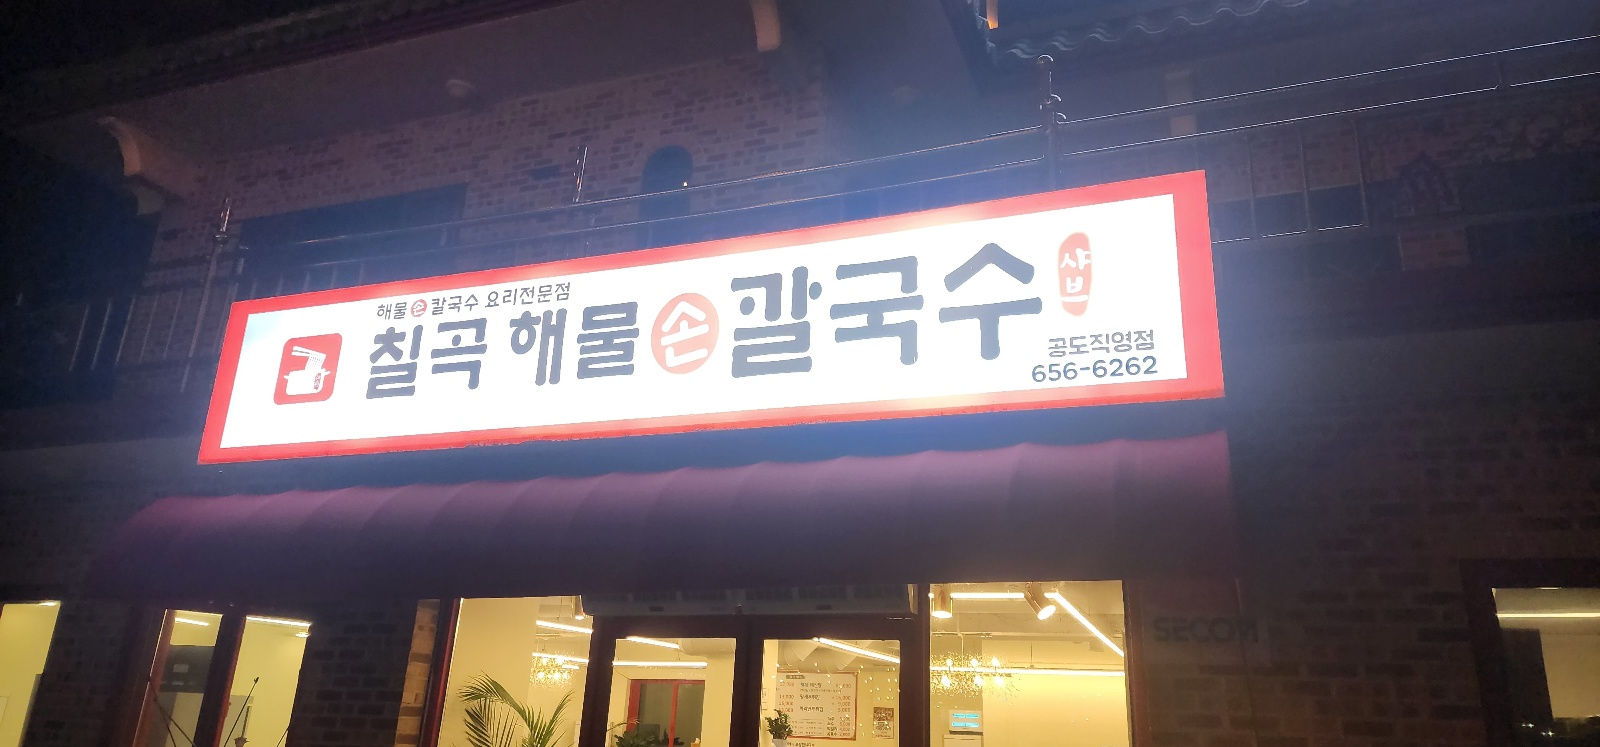 해물 손 칼국수 요리전문점
칠곡 해물 손 칼국수 샤브
공도직영점
656-6262
SECOM